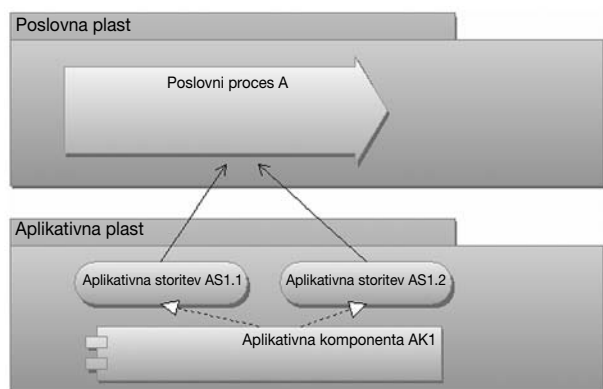 Poslovna plast
Poslovni proces A
Aplikativna plast
Aplikativna storitev AS1.1
Aplikativna storitev AS1.2
Aplikativna komponenta AK1